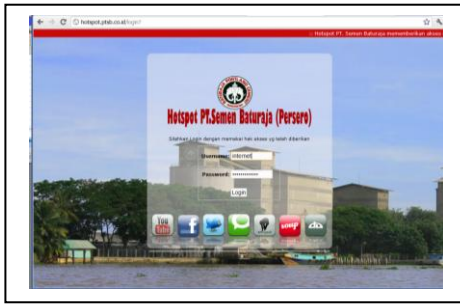 hotspot.ptsb.co.id/login?
:: Hotspot PT. Semen Baturaja memberikan akses
Hotspot PT.Semen Baturaja (Persero)
Silahkan Login dengan memakai hak akses yg telah diberikan
Username: internet
Password: ••••••••••••
Login
You
Tube
f